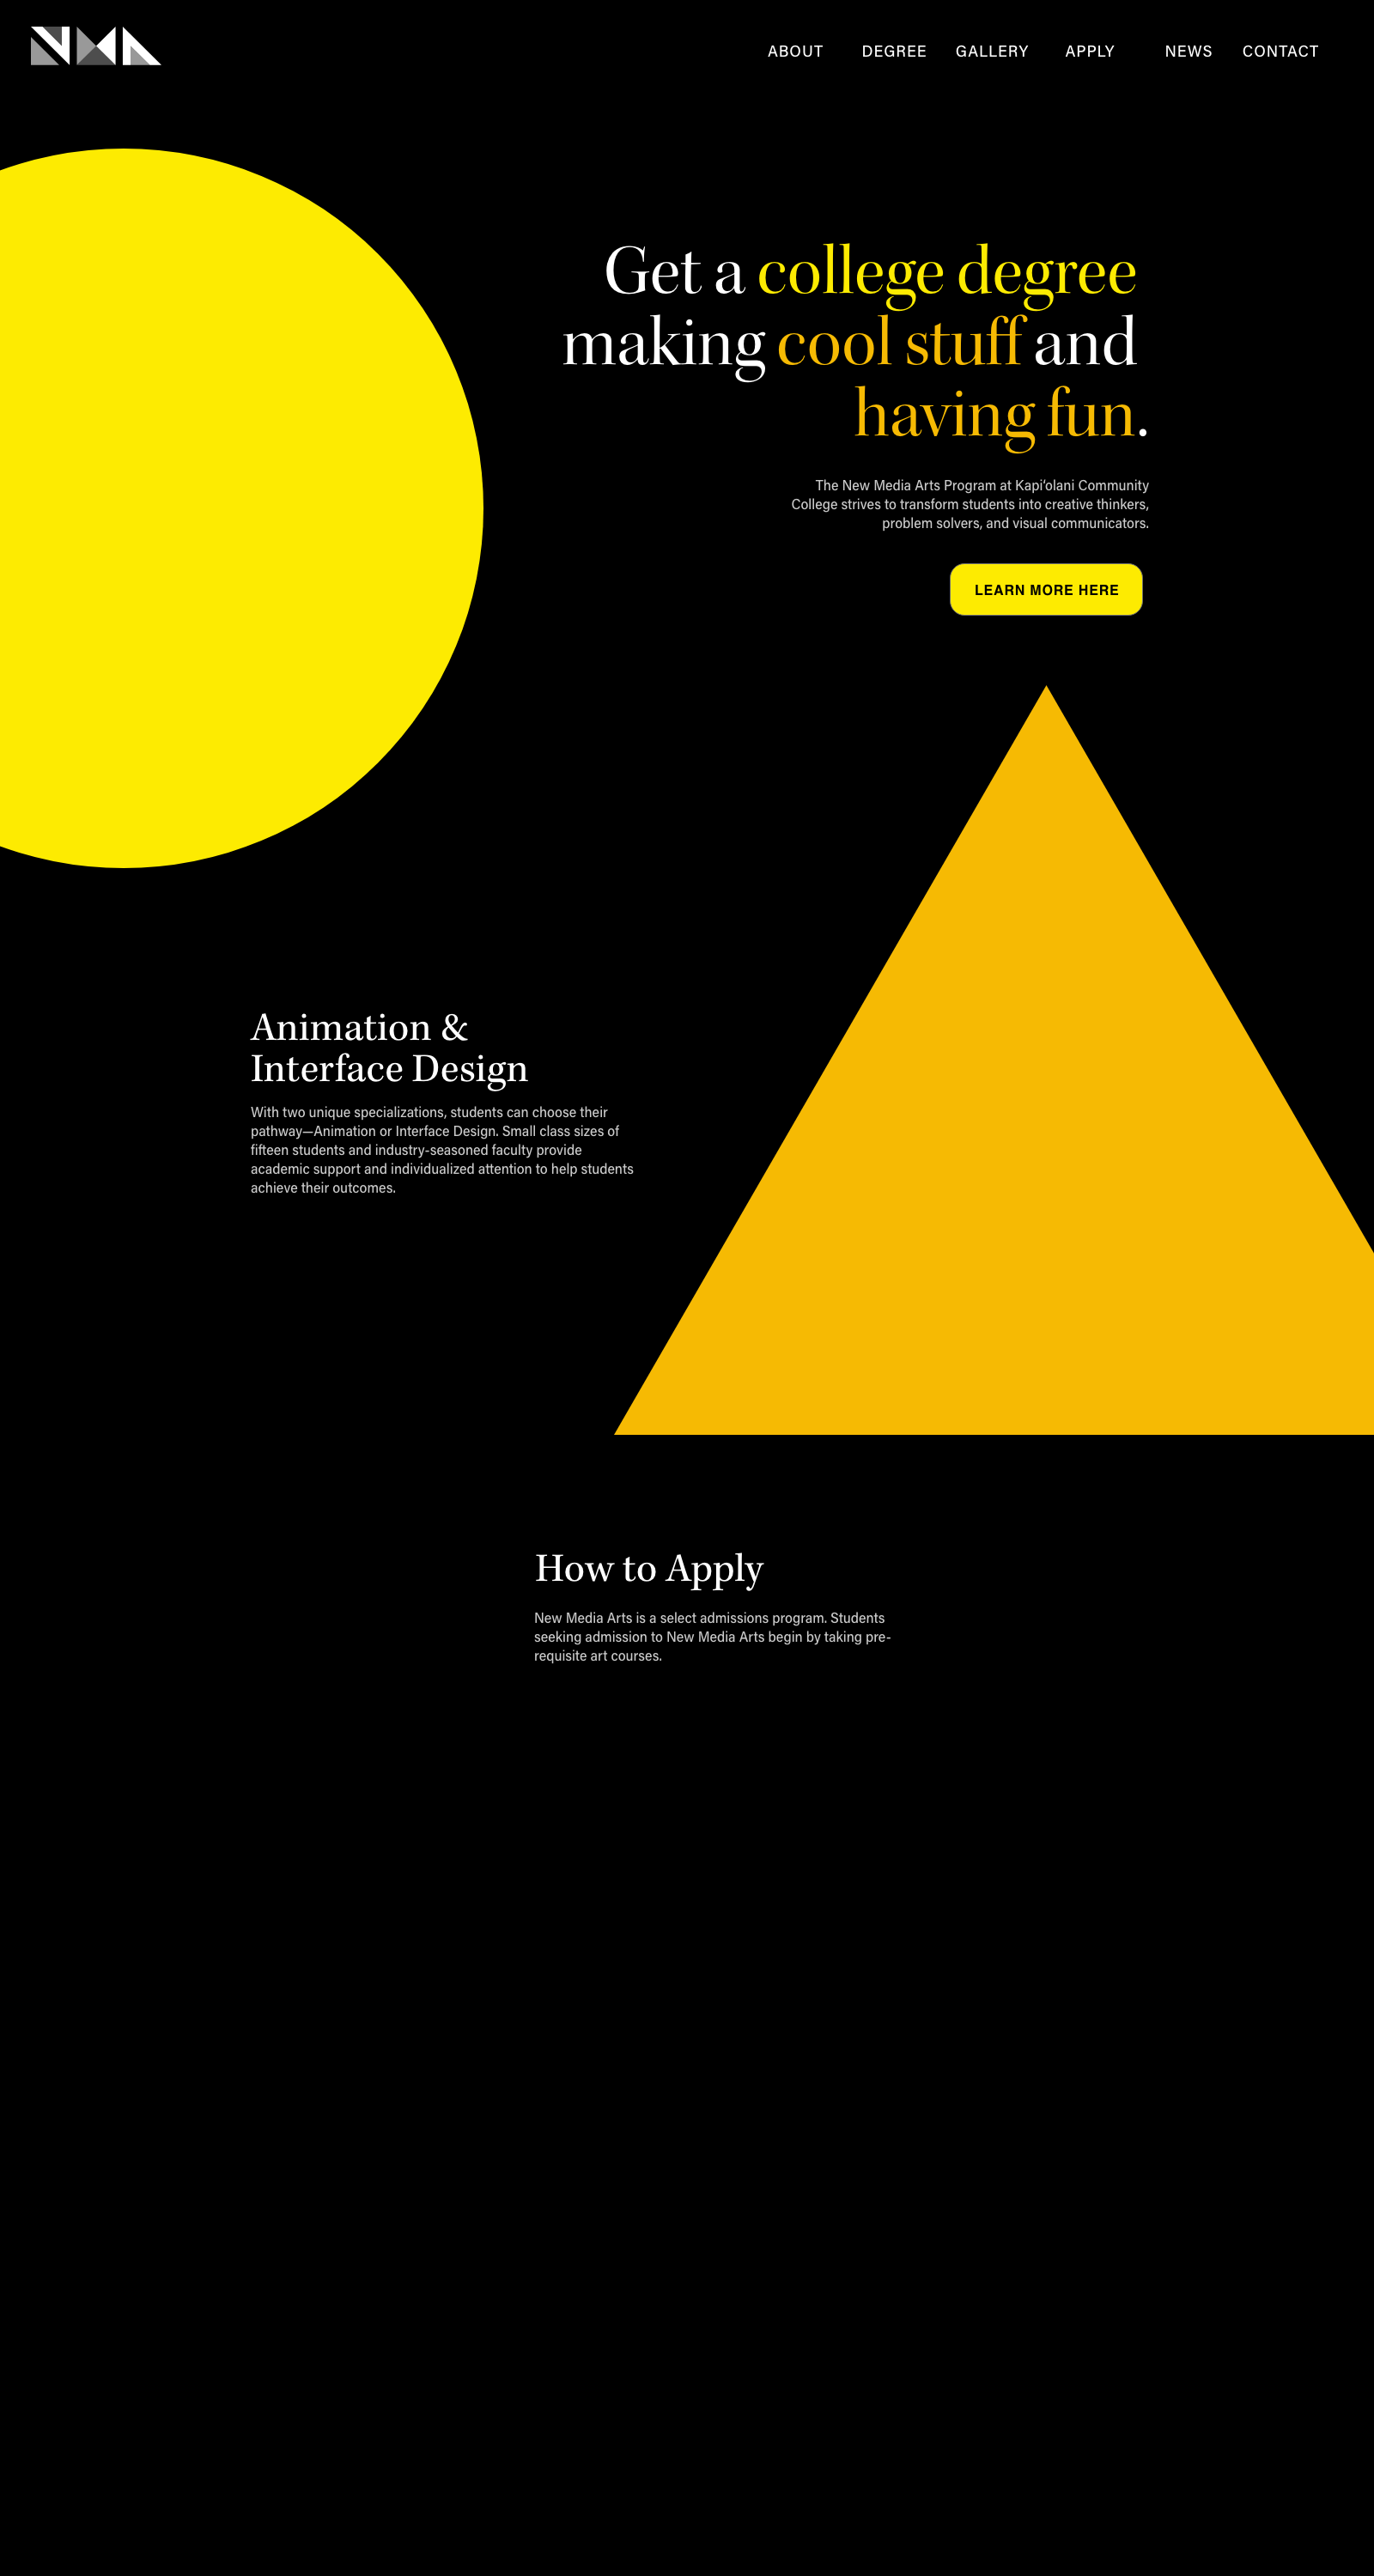 NMA
ABOUT DEGREE GALLERY APPLY NEWS CONTACT
Get a college degree
making cool stuff and
having fun.
The New Media Arts Program at Kapi‘olani Community
College strives to transform students into creative thinkers,
problem solvers, and visual communicators.
LEARN MORE HERE
Animation &
Interface Design
With two unique specializations, students can choose their
pathway—Animation or Interface Design. Small class sizes of
fifteen students and industry-seasoned faculty provide
academic support and individualized attention to help students
achieve their outcomes.
How to Apply
New Media Arts is a select admissions program. Students
seeking admission to New Media Arts begin by taking pre-
requisite art courses.